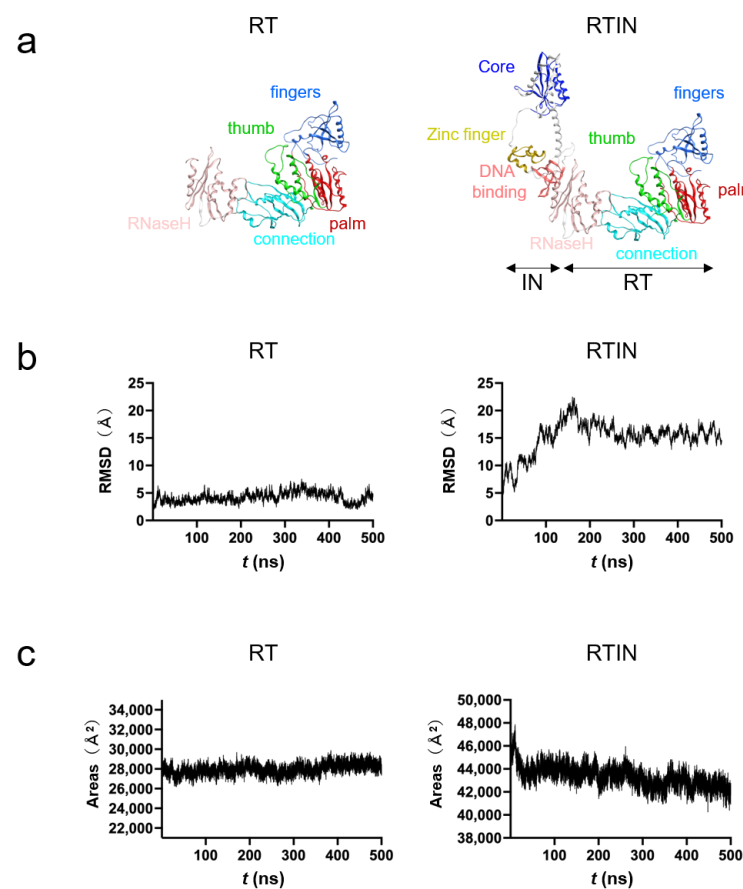 a
RT
RTIN
fingers
thumb
RNaseH
connection
palm
Core
Zinc finger
DNA
binding
fingers
thumb
palm
RNaseH
connection
IN
RT
b
RT
RTIN
RMSD (Å)
25
20
15
10
5
0
100 200 300 400 500
t (ns)
RMSD (Å)
25
20
15
10
5
0
100 200 300 400 500
t (ns)
c
RT
RTIN
Areas (Å²)
34,000
32,000
30,000
28,000
26,000
24,000
22,000
100 200 300 400 500
t (ns)
Areas (Å²)
50,000
48,000
46,000
44,000
42,000
40,000
38,000
100 200 300 400 500
t (ns)